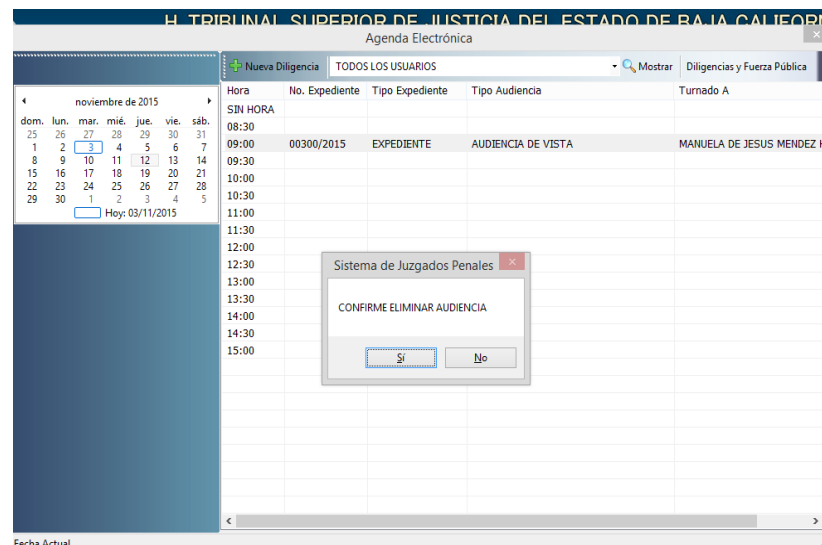 H. TRIBUNAL SUPERIOR DE JUSTICIA DEL ESTADO DE BAJA CALIFOR
Agenda Electrónica
Nueva Diligencia TODOS LOS USUARIOS Mostrar Diligencias y Fuerza Pública
noviembre de 2015
dom. lun. mar. mié. jue. vie. sáb.
25 26 27 28 29 30 31
1 2 3 4 5 6 7
8 9 10 11 12 13 14
15 16 17 18 19 20 21
22 23 24 25 26 27 28
29 30 1 2 3 4 5
Hoy: 03/11/2015
Hora No. Expediente Tipo Expediente Tipo Audiencia Turnado A
SIN HORA
08:30
09:00 00300/2015 EXPEDIENTE AUDIENCIA DE VISTA MANUELA DE JESUS MENDEZ H
09:30
10:00
10:30
11:00
11:30
12:00
12:30
13:00
13:30
14:00
14:30
15:00
Sistema de Juzgados Penales
CONFIRME ELIMINAR AUDIENCIA
Sí No
Fecha Actual